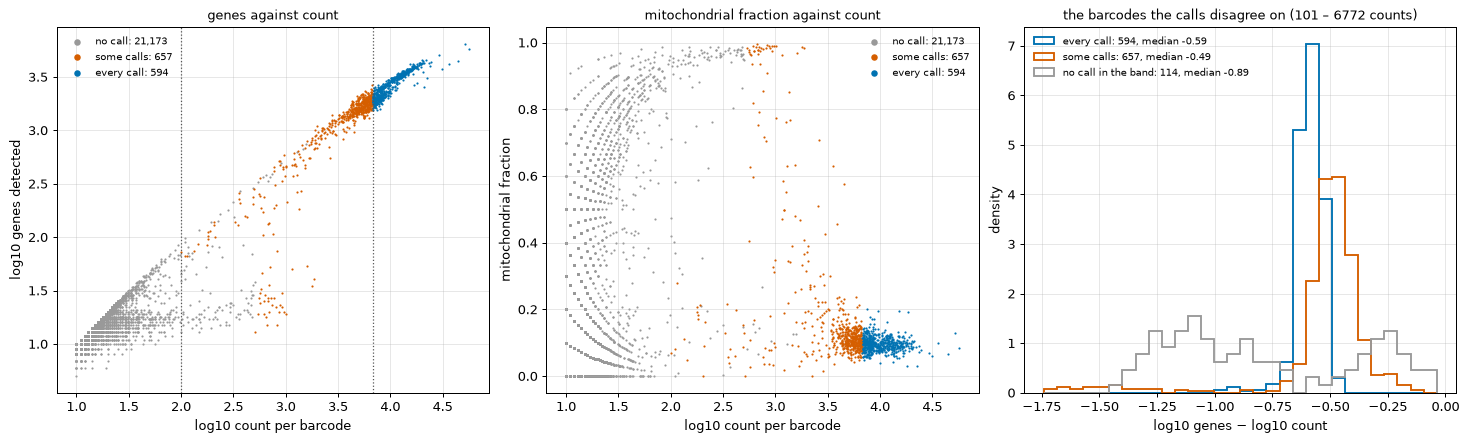 genes against count
no call: 21,173
some calls: 657
every call: 594
3.5
3.0
2.5
2.0
1.5
1.0
log10 genes detected
1.0
1.5
2.0
2.5
3.0
3.5
4.0
4.5
log10 count per barcode
mitochondrial fraction against count
no call: 21,173
some calls: 657
every call: 594
1.0
0.8
0.6
0.4
0.2
0.0
mitochondrial fraction
1.0
1.5
2.0
2.5
3.0
3.5
4.0
4.5
log10 count per barcode
the barcodes the calls disagree on (101 – 6772 counts)
every call: 594, median -0.59
some calls: 657, median -0.49
no call in the band: 114, median -0.89
7
6
5
4
3
2
1
0
density
−1.75
−1.50
−1.25
−1.00
−0.75
−0.50
−0.25
0.00
log10 genes − log10 count